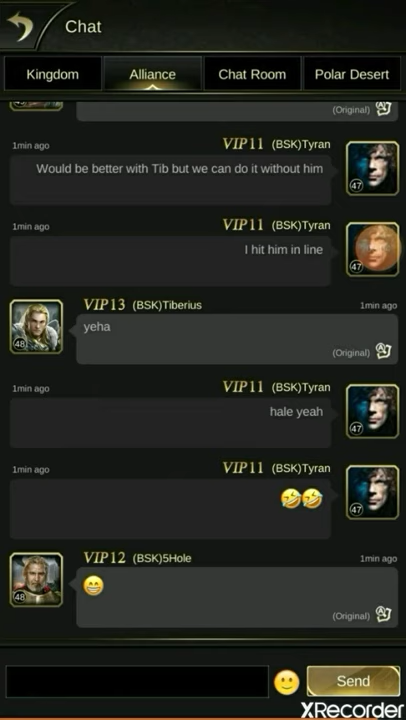 Chat
Kingdom
Alliance
Chat Room
Polar Desert
(Original)
1min ago
VIP11 (BSK)Tyran
Would be better with Tib but we can do it without him
47
1min ago
VIP11 (BSK)Tyran
I hit him in line
47
VIP13 (BSK)Tiberius
1min ago
yeha
48
(Original)
1min ago
VIP11 (BSK)Tyran
hale yeah
47
1min ago
VIP11 (BSK)Tyran
🤣🤣
47
VIP12 (BSK)5Hole
1min ago
😁
48
(Original)
Send
XRecorder